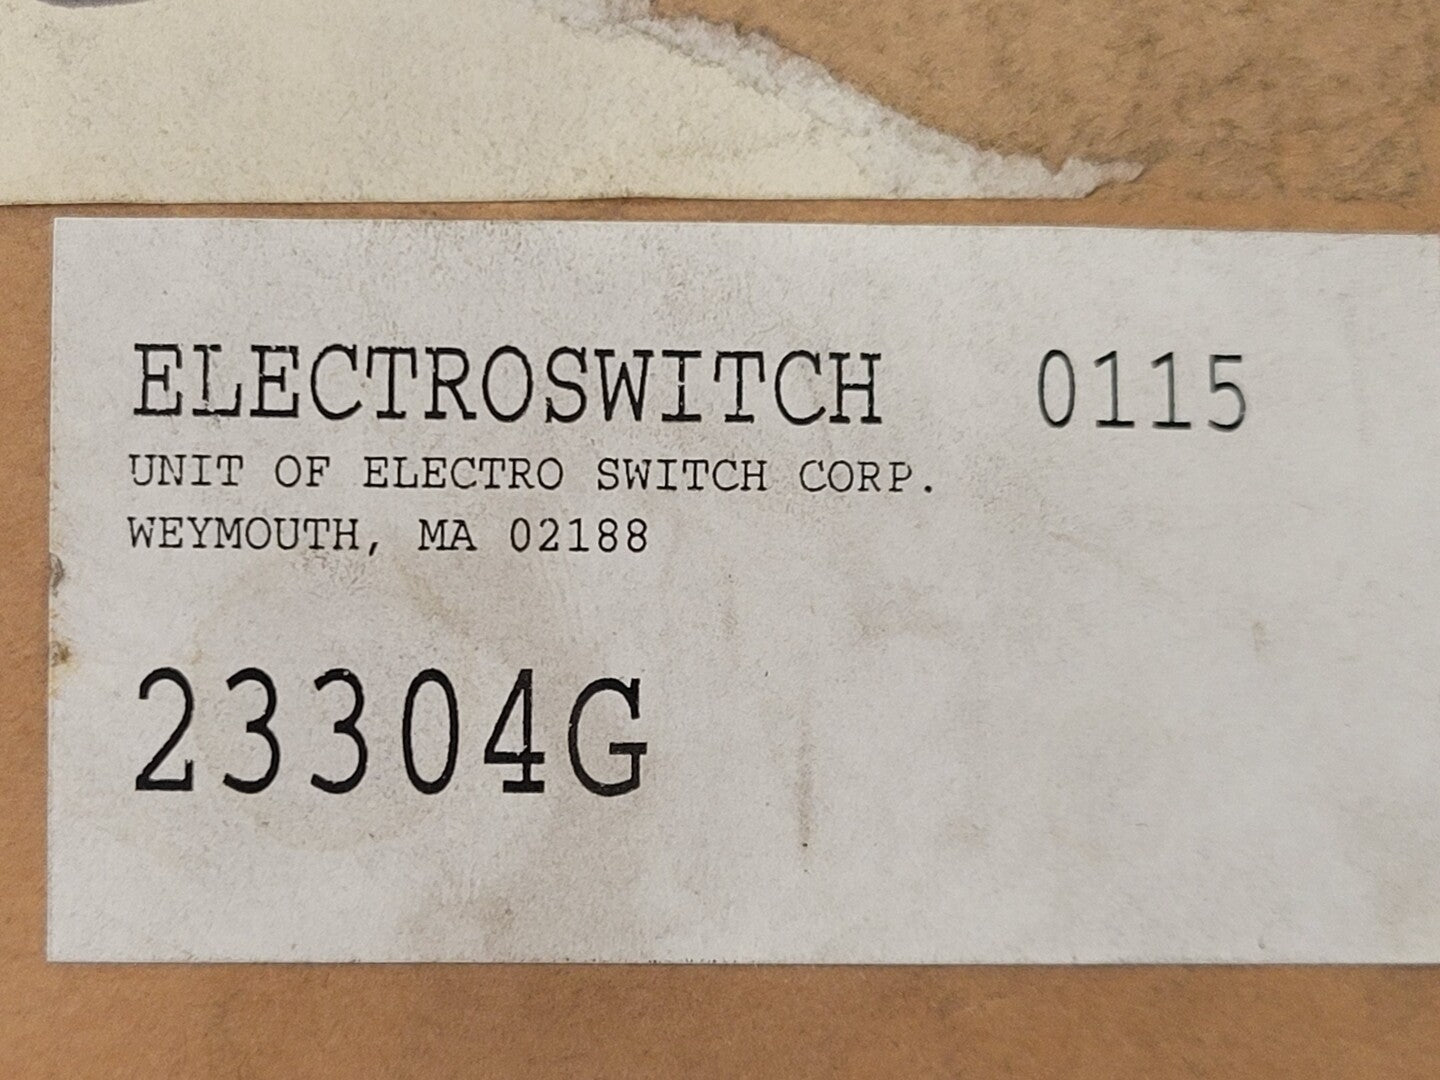 ELECTROSWITCH 0115
UNIT OF ELECTRO SWITCH CORP.
WEYMOUTH, MA 02188
23304G